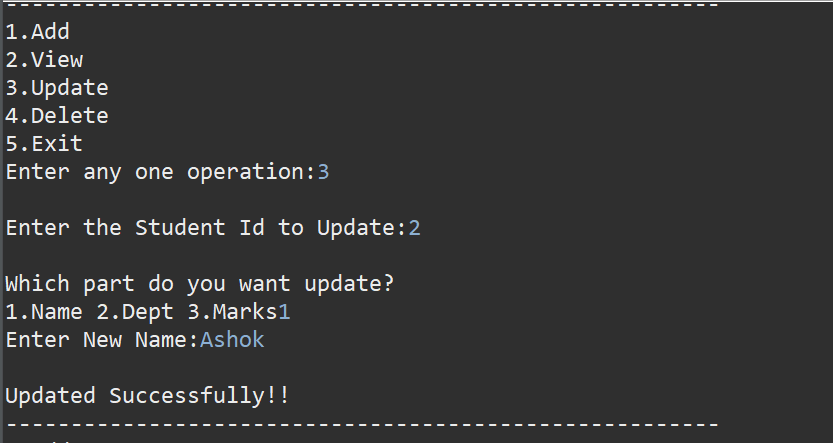 -------------------------------------------------------
1.Add
2.View
3.Update
4.Delete
5.Exit
Enter any one operation:3
Enter the Student Id to Update:2
Which part do you want update?
1.Name 2.Dept 3.Marks1
Enter New Name:Ashok
Updated Successfully!!
-------------------------------------------------------